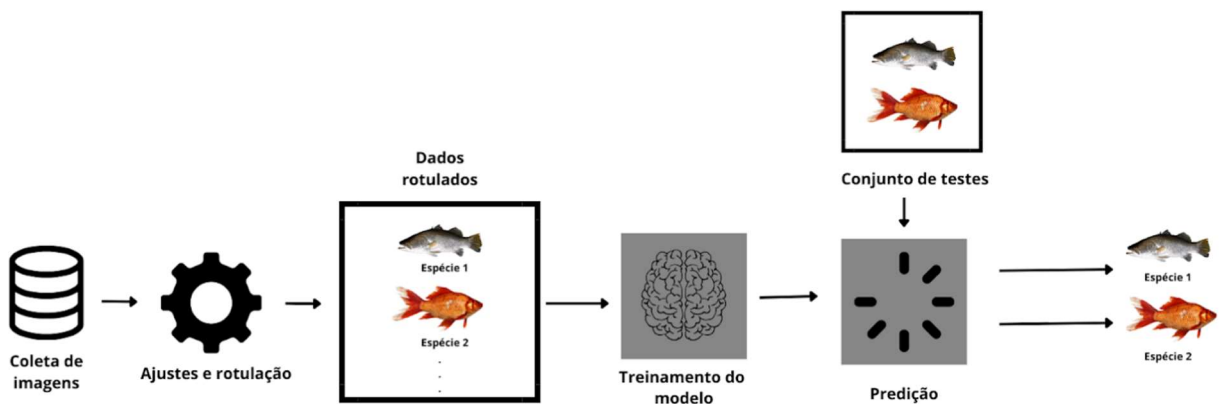 Coleta de
imagens
Ajustes e rotulação
Dados
rotulados
Espécie 1
Espécie 2
Treinamento do
modelo
Conjunto de testes
Predição
Espécie 1
Espécie 2